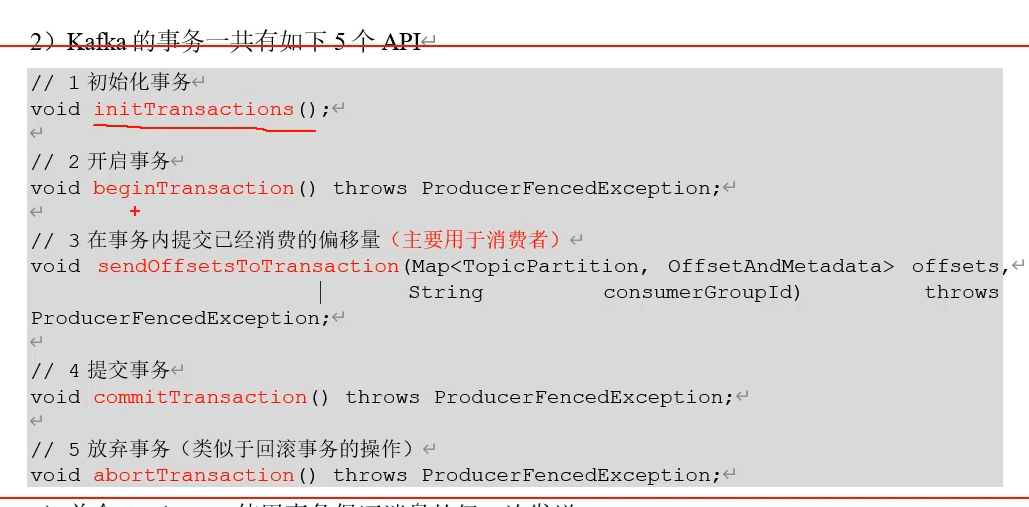 2）Kafka 的事务一共有如下 5 个 API↵
// 1 初始化事务↵
void initTransactions();↵
↵
// 2 开启事务↵
void beginTransaction() throws ProducerFencedException;↵
↵
// 3 在事务内提交已经消费的偏移量（主要用于消费者）↵
void sendOffsetsToTransaction(Map<TopicPartition, OffsetAndMetadata> offsets,↵
String consumerGroupId) throws
ProducerFencedException;↵
↵
// 4 提交事务↵
void commitTransaction() throws ProducerFencedException;↵
↵
// 5 放弃事务（类似于回滚事务的操作）↵
void abortTransaction() throws ProducerFencedException;↵